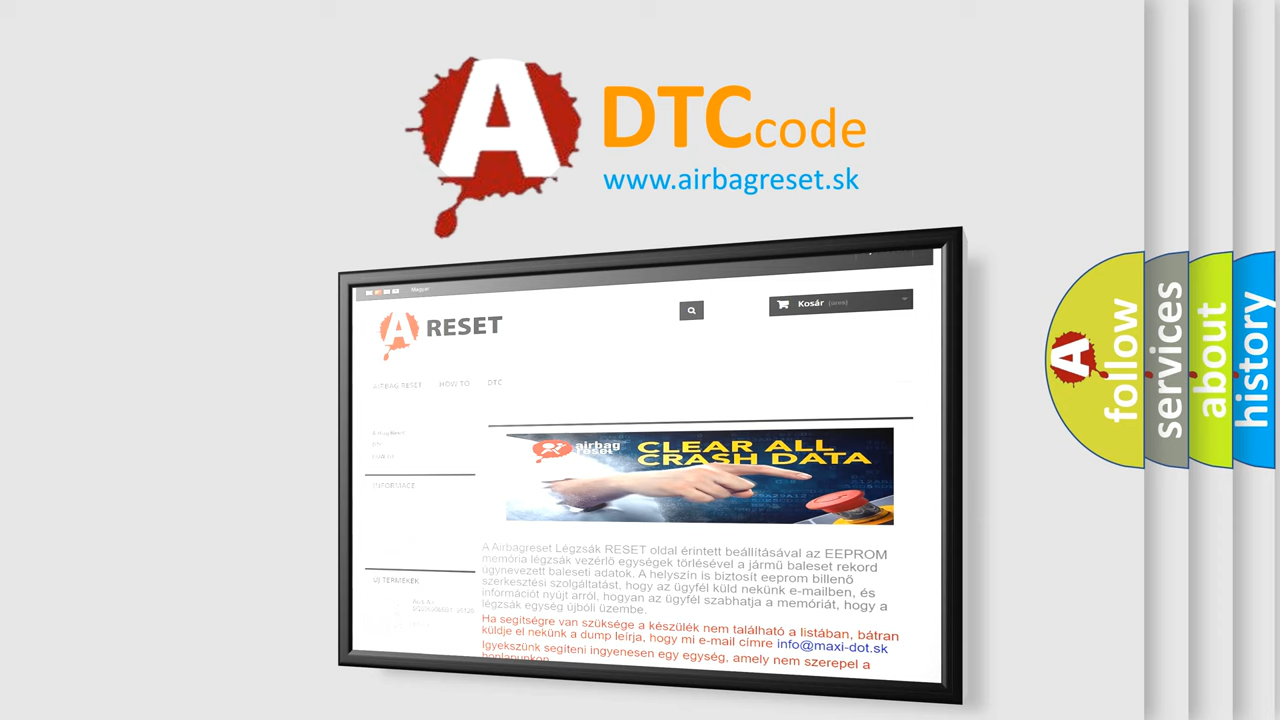 A DTCcode
www.airbagreset.sk
Magyar
A RESET
Kosár (üres)
AIRBAG RESET HOW TO DTC
INFORMACE
airbag
reset
CLEAR ALL
CRASH DATA
A Airbagreset Légzsák RESET oldal érintett beállításával az EEPROM
memória légzsák vezérlő egységek törlésével a jármű baleset rekord
úgynevezett baleseti adatok. A helyszín is biztosít eeprom billenő
szerkesztési szolgáltatást, hogy az ügyfél küld nekünk e-mailben, és
információt nyújt arról, hogyan az ügyfél szabhatja a memóriát, hogy a
légzsák egység újbóli üzembe.
ÚJ TERMÉKEK
Ha segítségre van szüksége a készülék nem található a listában, bátran
küldje el nekünk a dump leírja, hogy mi e-mail címre info@maxi-dot.sk
Igyekszünk segíteni ingyenesen egy egység, amely nem szerepel a
honlapunkon
A follow
services
about
history